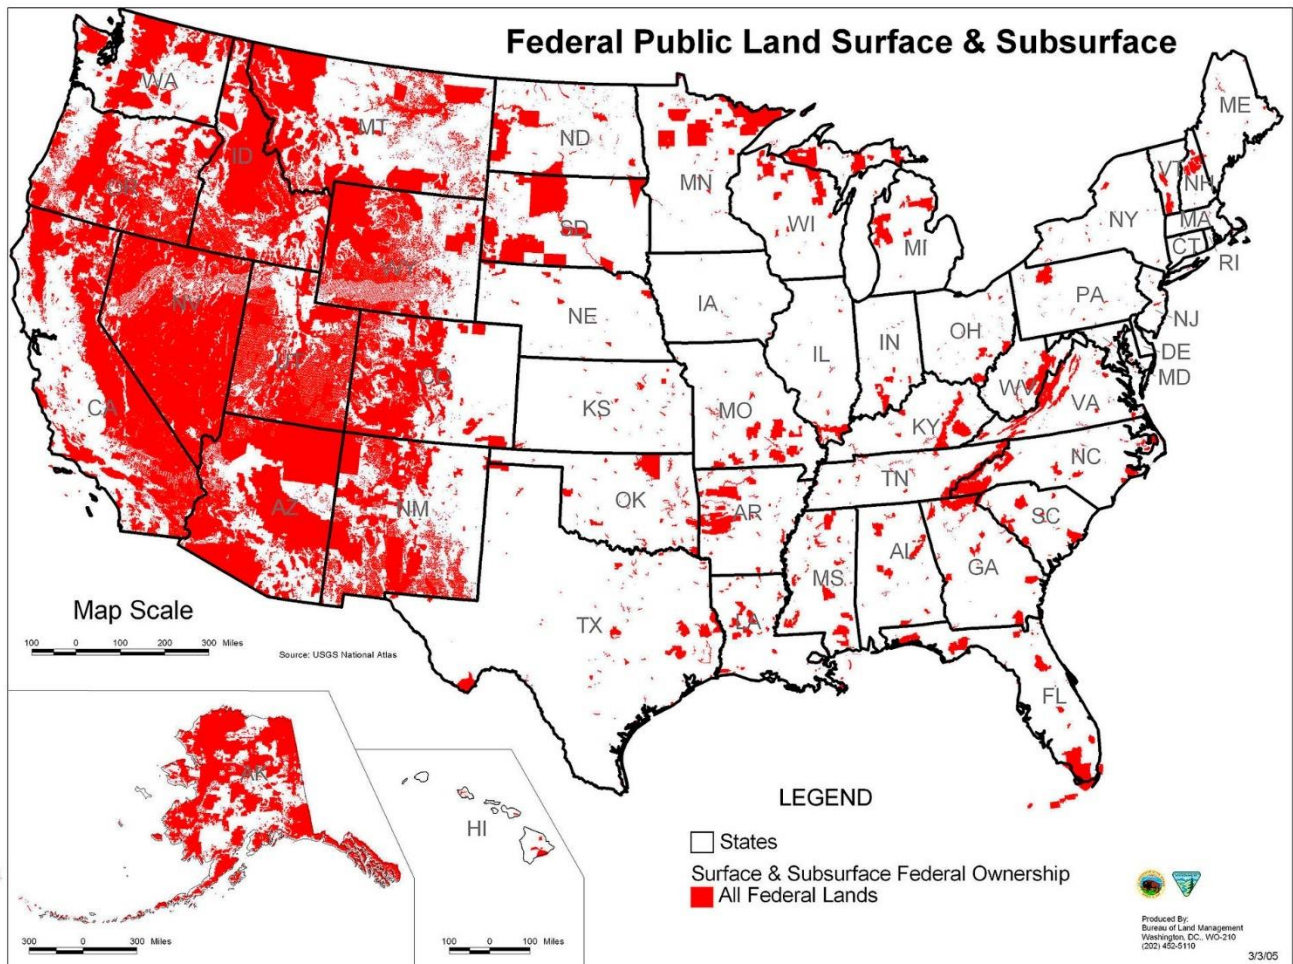 Federal Public Land Surface & Subsurface
WA
MT
ND
MN
ME
OR
ID
SD
WI
MI
VT
NH
NY
MA
CT
RI
WY
NE
IA
PA
NJ
NV
UT
CO
IL
IN
OH
DE
MD
WV
VA
CA
KS
MO
KY
AZ
NM
OK
AR
TN
NC
SC
MS
AL
GA
TX
LA
FL
Map Scale
100 0 100 200 300 Miles
Source: USGS National Atlas
AK
HI
300 0 300 Miles
100 0 100 Miles
LEGEND
States
Surface & Subsurface Federal Ownership
All Federal Lands
Produced By:
Bureau of Land Management
Washington, DC., WO-210
(202) 452-5110
3/3/05